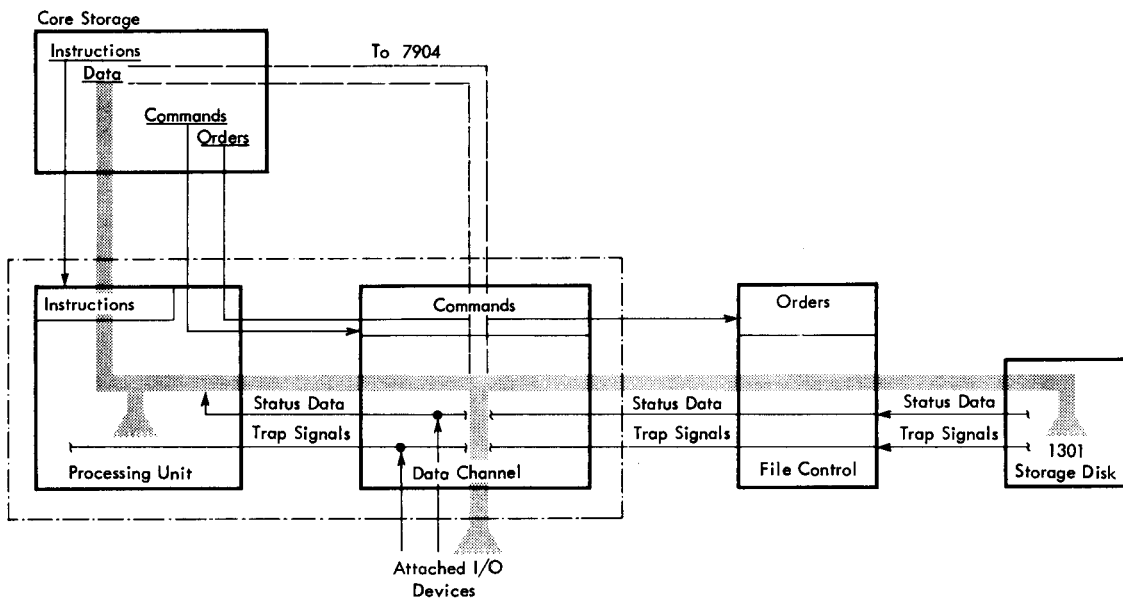 Core Storage
Instructions
Data
To 7904
Commands
Orders
Instructions
Commands
Orders
Status Data
Status Data
Status Data
Trap Signals
Trap Signals
Trap Signals
Processing Unit
Data Channel
File Control
1301
Storage Disk
Attached I/O
Devices